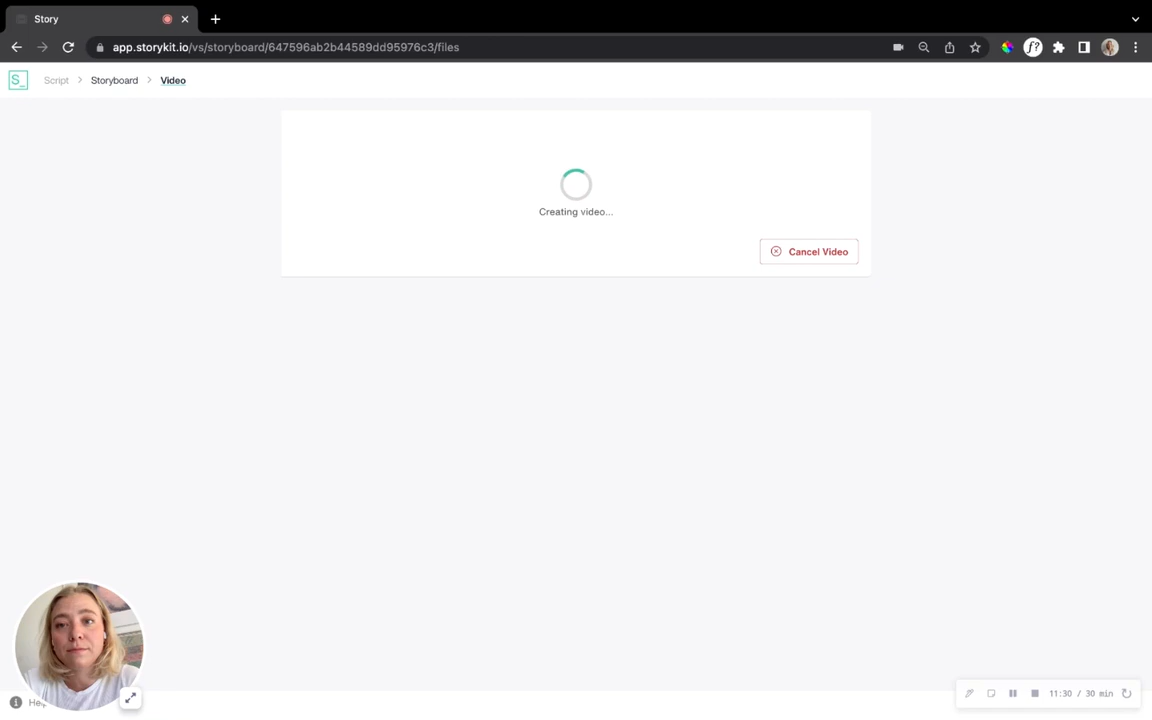 Story
app.storykit.io/vs/storyboard/647596ab2b44589dd95976c3/files
f?
S_
Script > Storyboard > Video
Creating video...
Cancel Video
11:30 / 30 min